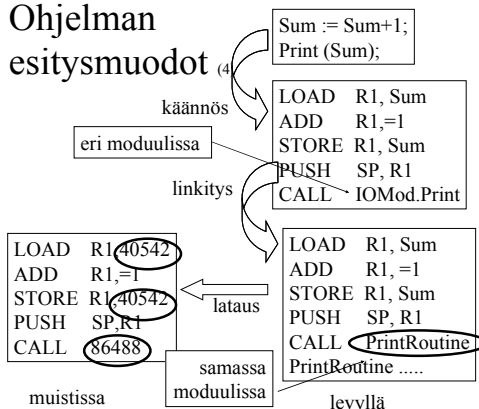 Ohjelman
esitysmuodot (4)
Sum := Sum+1;
Print (Sum);
käännös
LOAD R1, Sum
ADD R1,=1
STORE R1, Sum
PUSH SP, R1
CALL IOMod.Print
eri moduulissa
linkitys
LOAD R1, Sum
ADD R1, =1
STORE R1, Sum
PUSH SP, R1
CALL PrintRoutine
PrintRoutine .....
samassa
moduulissa
levyllä
lataus
LOAD R1,40542
ADD R1,=1
STORE R1,40542
PUSH SP,R1
CALL 86488
muistissa